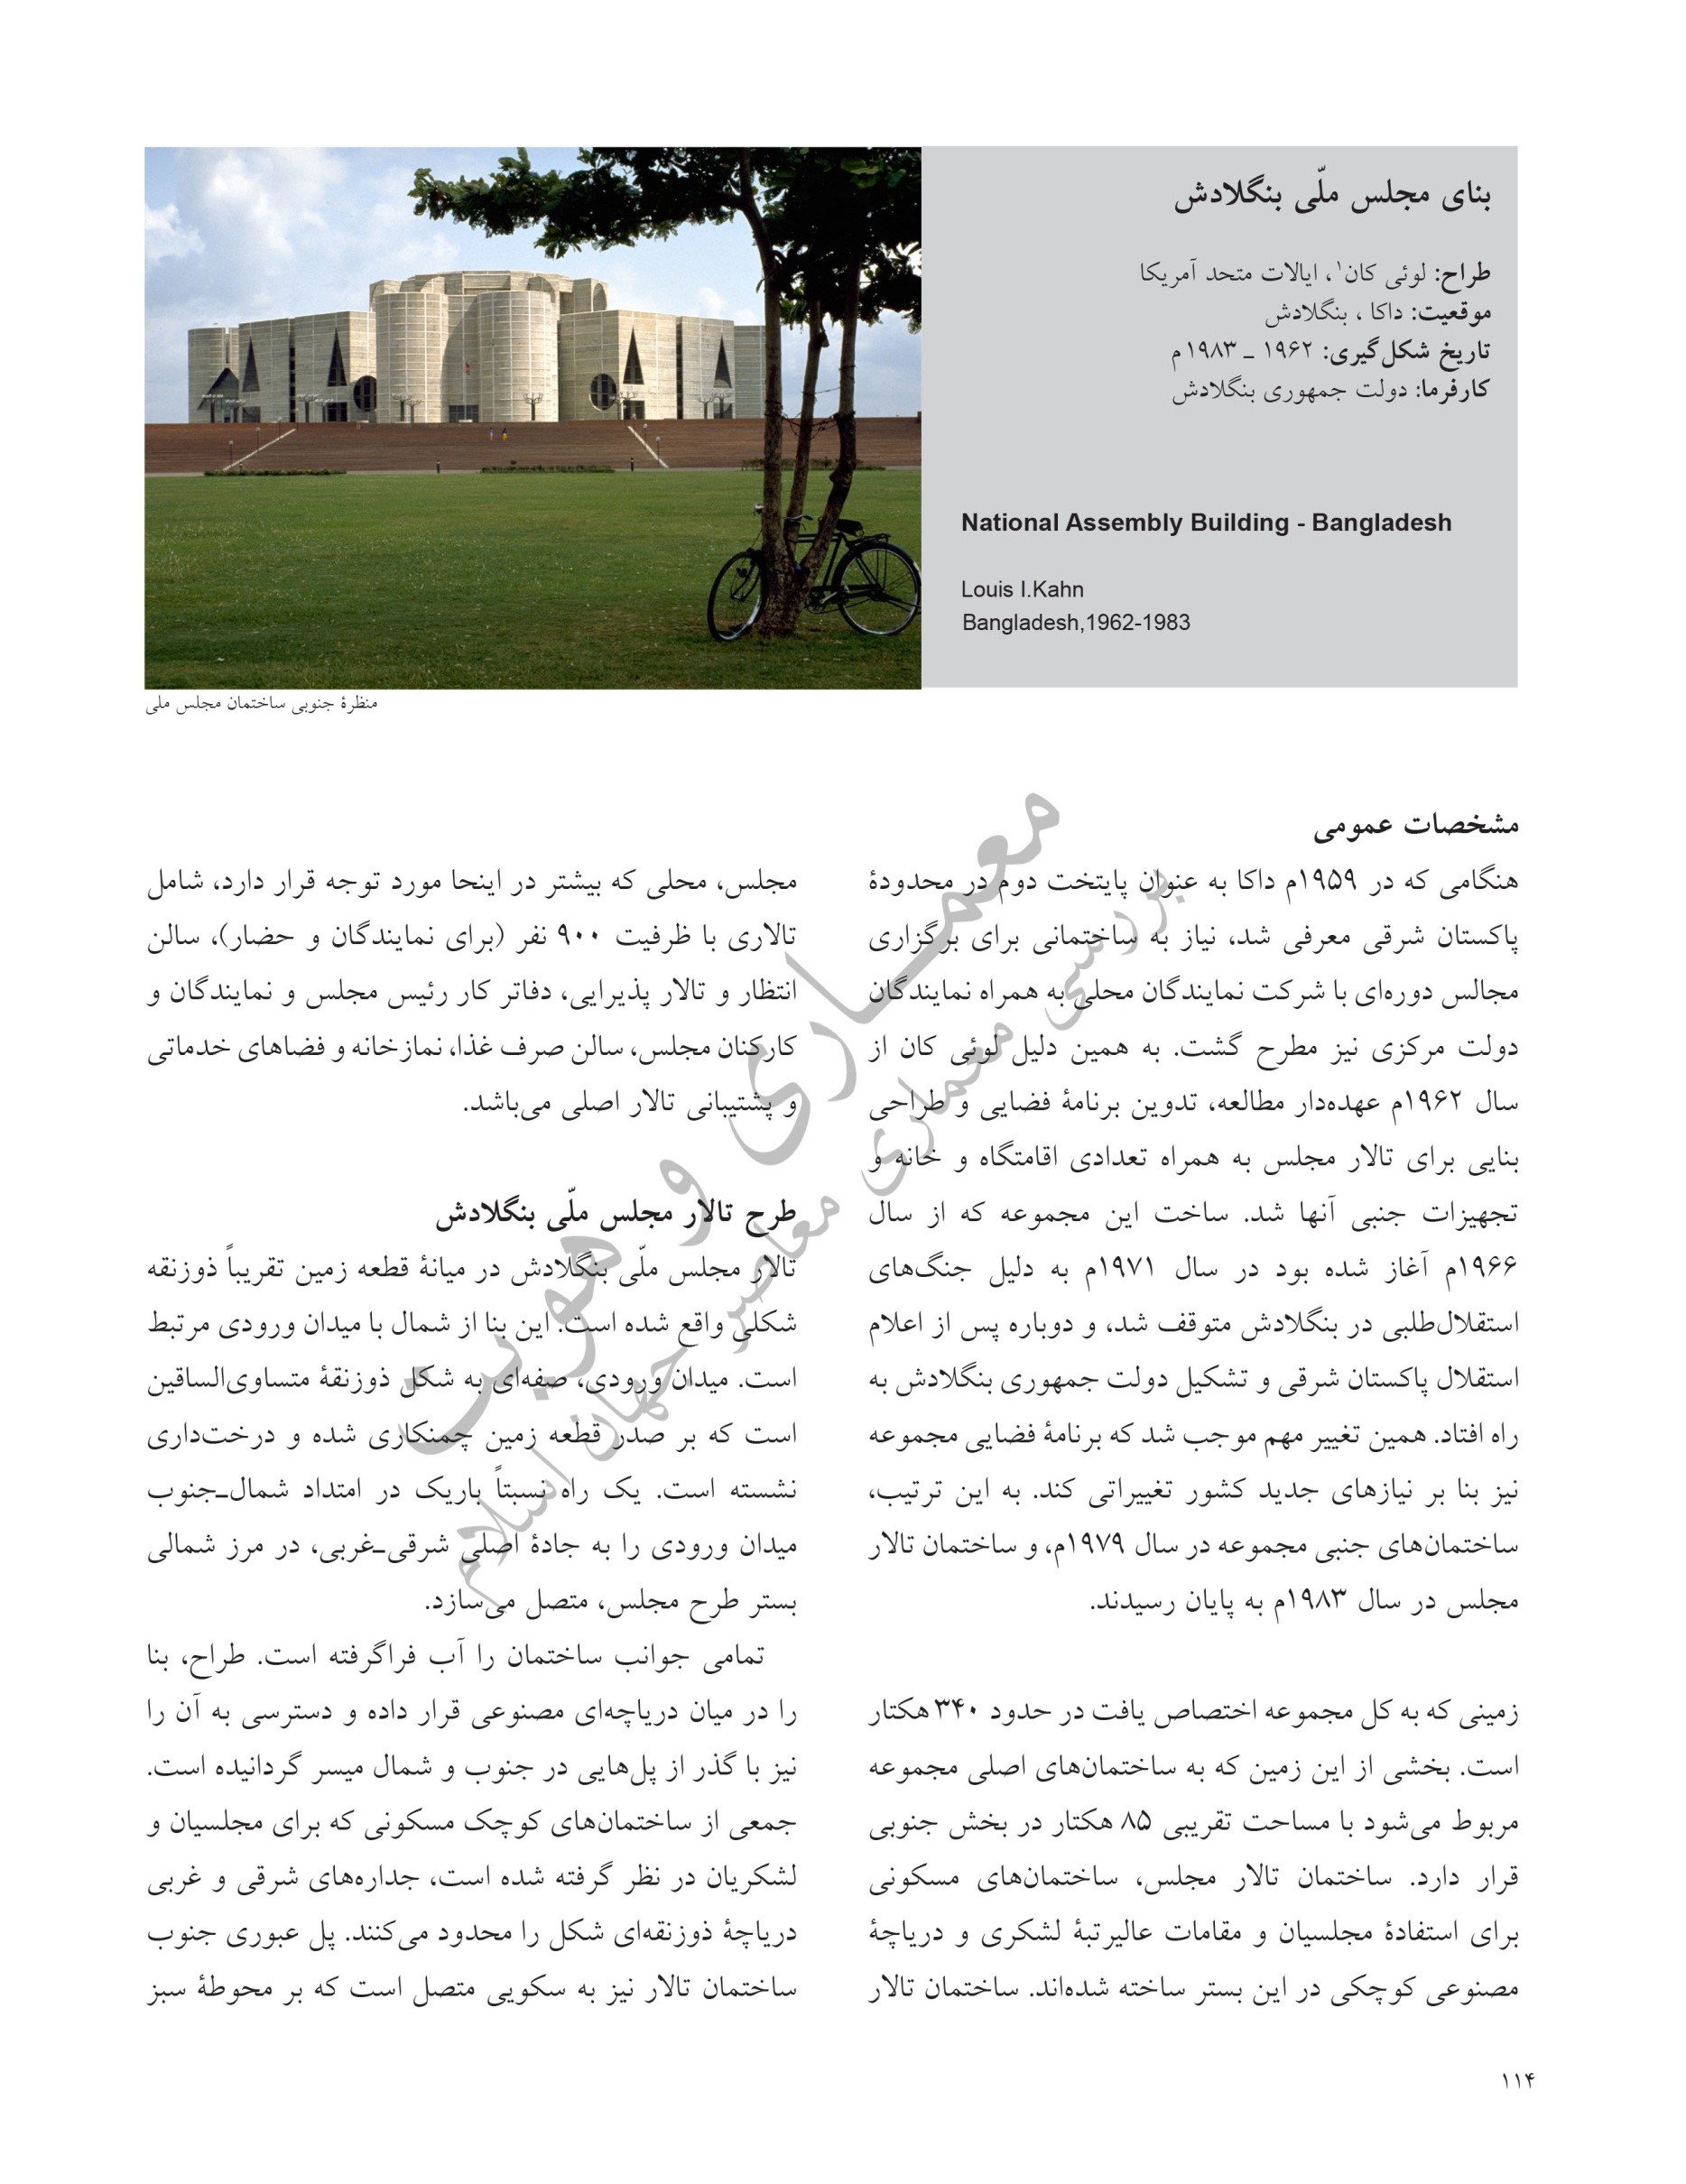 بنای مجلس ملّی بنگلادش
طراح: لوئی کان۱، ایالات متحد آمریکا
موقعیت: داکا ، بنگلادش
تاریخ شکل‌گیری: ۱۹۶۲ ـ ۱۹۸۳م
کارفرما: دولت جمهوری بنگلادش
National Assembly Building - Bangladesh
Louis I.Kahn
Bangladesh,1962-1983
منظرهٔ جنوبی ساختمان مجلس ملی
مشخصات عمومی
هنگامی که در ۱۹۵۹م داکا به عنوان پایتخت دوم در محدودهٔ
پاکستان شرقی معرفی شد، نیاز به ساختمانی برای برگزاری
مجالس دوره‌ای با شرکت نمایندگان محلی به همراه نمایندگان
دولت مرکزی نیز مطرح گشت. به همین دلیل لوئی کان از
سال ۱۹۶۲م عهده‌دار مطالعه، تدوین برنامهٔ فضایی و طراحی
بنایی برای تالار مجلس به همراه تعدادی اقامتگاه و خانه و
تجهیزات جنبی آنها شد. ساخت این مجموعه که از سال
۱۹۶۶م آغاز شده بود در سال ۱۹۷۱م به دلیل جنگ‌های
استقلال‌طلبی در بنگلادش متوقف شد، و دوباره پس از اعلام
استقلال پاکستان شرقی و تشکیل دولت جمهوری بنگلادش به
راه افتاد. همین تغییر مهم موجب شد که برنامهٔ فضایی مجموعه
نیز بنا بر نیازهای جدید کشور تغییراتی کند. به این ترتیب،
ساختمان‌های جنبی مجموعه در سال ۱۹۷۹م، و ساختمان تالار
مجلس در سال ۱۹۸۳م به پایان رسیدند.
زمینی که به کل مجموعه اختصاص یافت در حدود ۳۴۰هکتار
است. بخشی از این زمین که به ساختمان‌های اصلی مجموعه
مربوط می‌شود با مساحت تقریبی ۸۵ هکتار در بخش جنوبی
قرار دارد. ساختمان تالار مجلس، ساختمان‌های مسکونی
برای استفادهٔ مجلسیان و مقامات عالیرتبهٔ لشکری و دریاچهٔ
مصنوعی کوچکی در این بستر ساخته شده‌اند. ساختمان تالار
مجلس، محلی که بیشتر در اینحا مورد توجه قرار دارد، شامل
تالاری با ظرفیت ۹۰۰ نفر (برای نمایندگان و حضار)، سالن
انتظار و تالار پذیرایی، دفاتر کار رئیس مجلس و نمایندگان و
کارکنان مجلس، سالن صرف غذا، نمازخانه و فضاهای خدماتی
و پشتیبانی تالار اصلی می‌باشد.
طرح تالار مجلس ملّی بنگلادش
تالار مجلس ملّی بنگلادش در میانهٔ قطعه زمین تقریباً ذوزنقه
شکلی واقع شده است. این بنا از شمال با میدان ورودی مرتبط
است. میدان ورودی، صفه‌ای به شکل ذوزنقهٔ متساوی‌الساقین
است که بر صدر قطعه زمین چمنکاری شده و درخت‌داری
نشسته است. یک راه نسبتاً باریک در امتداد شمال‌ـجنوب
میدان ورودی را به جادهٔ اصلی شرقی‌ـغربی، در مرز شمالی
بستر طرح مجلس، متصل می‌سازد.
تمامی جوانب ساختمان را آب فراگرفته است. طراح، بنا
را در میان دریاچه‌ای مصنوعی قرار داده و دسترسی به آن را
نیز با گذر از پل‌هایی در جنوب و شمال میسر گردانیده است.
جمعی از ساختمان‌های کوچک مسکونی که برای مجلسیان و
لشکریان در نظر گرفته شده است، جداره‌های شرقی و غربی
دریاچهٔ ذوزنقه‌ای شکل را محدود می‌کنند. پل عبوری جنوب
ساختمان تالار نیز به سکویی متصل است که بر محوطهٔ سبز
معمـاری و هویت
بررسی معماری معاصر جهان اسلام
۱۱۴